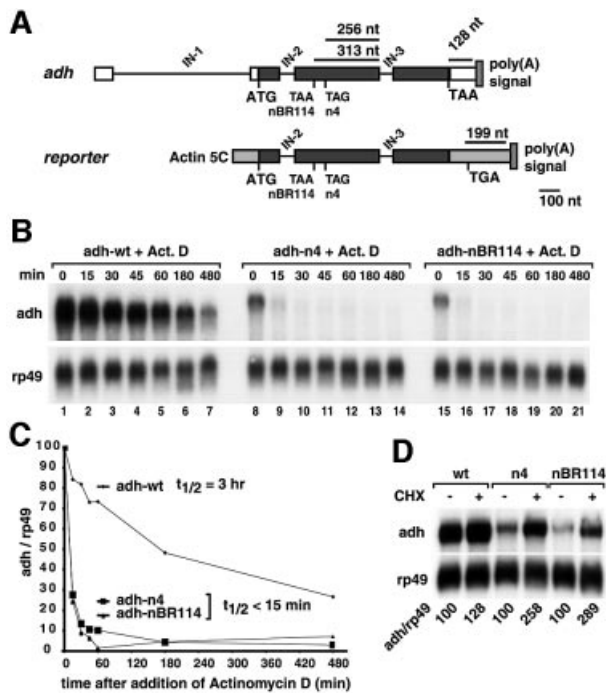 A
256 nt
128 nt
313 nt
IN-1 IN-2 IN-3
adh
poly(A)
signal
ATG TAA TAG TAA
nBR114 n4
IN-2 IN-3
199 nt
reporter Actin 5C
poly(A)
signal
ATG TAA TAG TGA
nBR114 n4
100 nt
B
adh-wt + Act. D adh-n4 + Act. D adh-nBR114 + Act. D
min 0 15 30 45 60 180 480 0 15 30 45 60 180 480 0 15 30 45 60 180 480
adh
rp49
1 2 3 4 5 6 7 8 9 10 11 12 13 14 15 16 17 18 19 20 21
C
adh / rp49
100
90
80
70
60
50
40
30
20
10
0
adh-wt t1/2 = 3 hr
adh-n4
adh-nBR114
t1/2 < 15 min
0 60 120 180 240 300 360 420 480
time after addition of Actinomycin D (min)
D
wt n4 nBR114
CHX - + - + - +
adh
rp49
adh/rp49 100 128 100 258 100 289